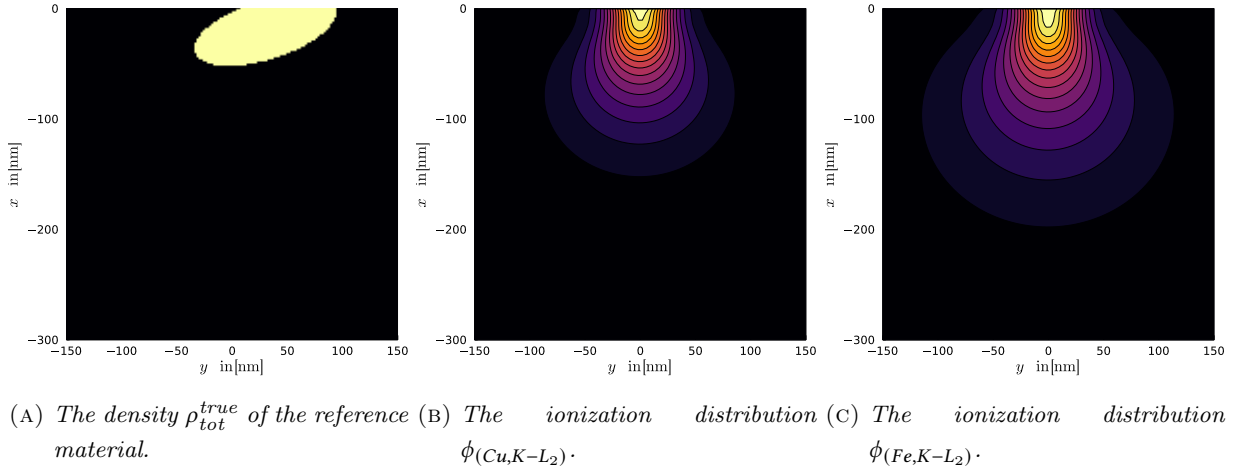 0
−100
−200
−300
−150 −100 −50 0 50 100 150
x in[nm]
y in[nm]
0
−100
−200
−300
−150 −100 −50 0 50 100 150
x in[nm]
y in[nm]
0
−100
−200
−300
−150 −100 −50 0 50 100 150
x in[nm]
y in[nm]
(A) The density ρ_{tot}^{true} of the reference
material.
(B) The ionization distribution
ϕ_{(Cu,K−L_2)}.
(C) The ionization distribution
ϕ_{(Fe,K−L_2)}.